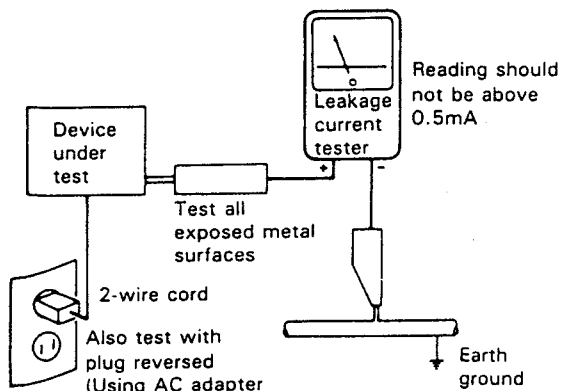 Device
under
test
Leakage
current
tester
+
-
Reading should
not be above
0.5mA
Test all
exposed metal
surfaces
2-wire cord
Also test with
plug reversed
(Using AC adapter
Earth
ground